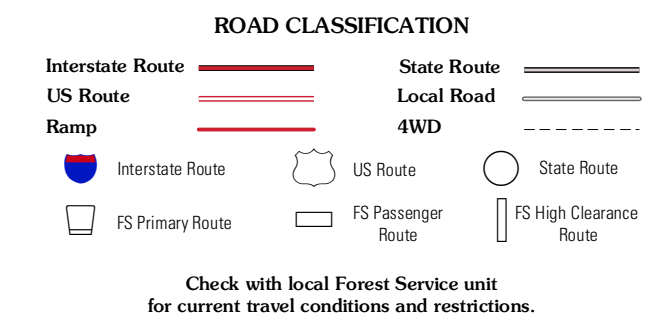 ROAD CLASSIFICATION
Interstate Route
State Route
US Route
Local Road
Ramp
4WD
Interstate Route
US Route
State Route
FS Primary Route
FS Passenger
Route
FS High Clearance
Route
Check with local Forest Service unit
for current travel conditions and restrictions.